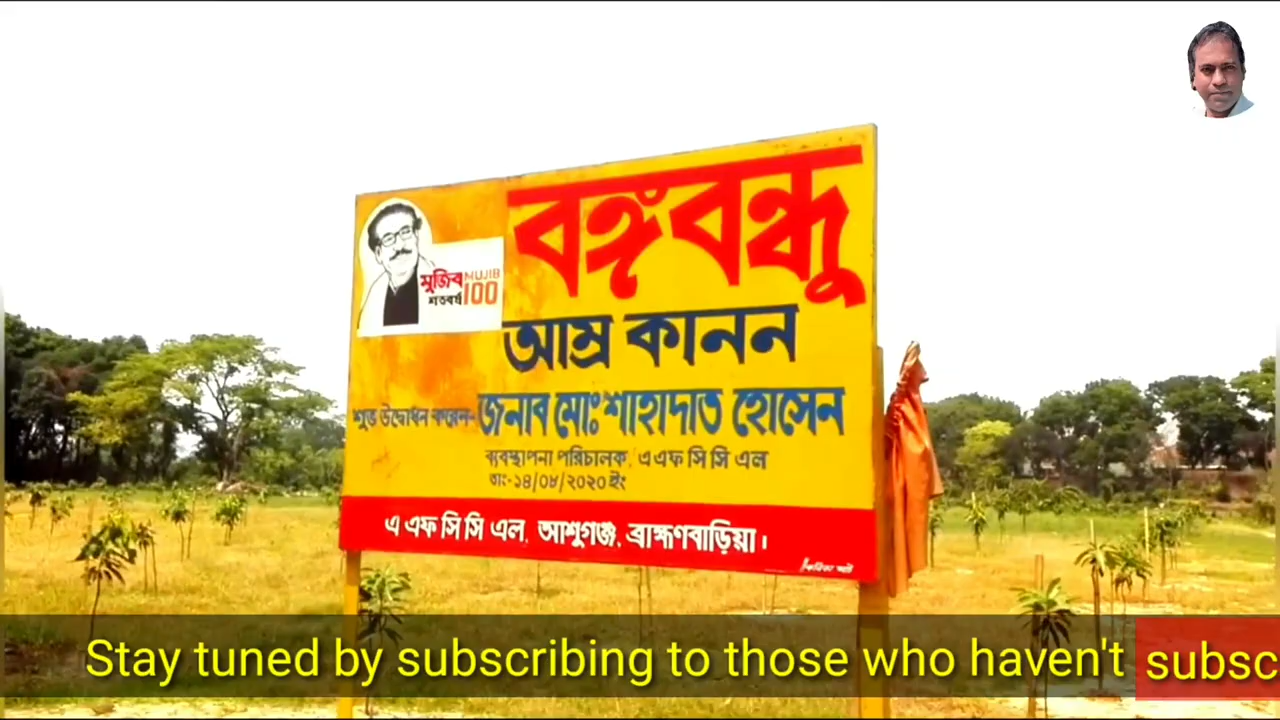 বঙ্গবন্ধু
মুজিব MUJIB
শতবর্ষ 100
আম্র কানন
শুভ উদ্বোধন করেন- জনাব মোঃ শাহাদাত হোসেন
ব্যবস্থাপনা পরিচালক, এ এফ সি সি এল
তাং- ১৪/০৮/২০২০ ইং
এ এফ সি সি এল, আশুগঞ্জ, ব্রাহ্মণবাড়িয়া।
Stay tuned by subscribing to those who haven't subsc